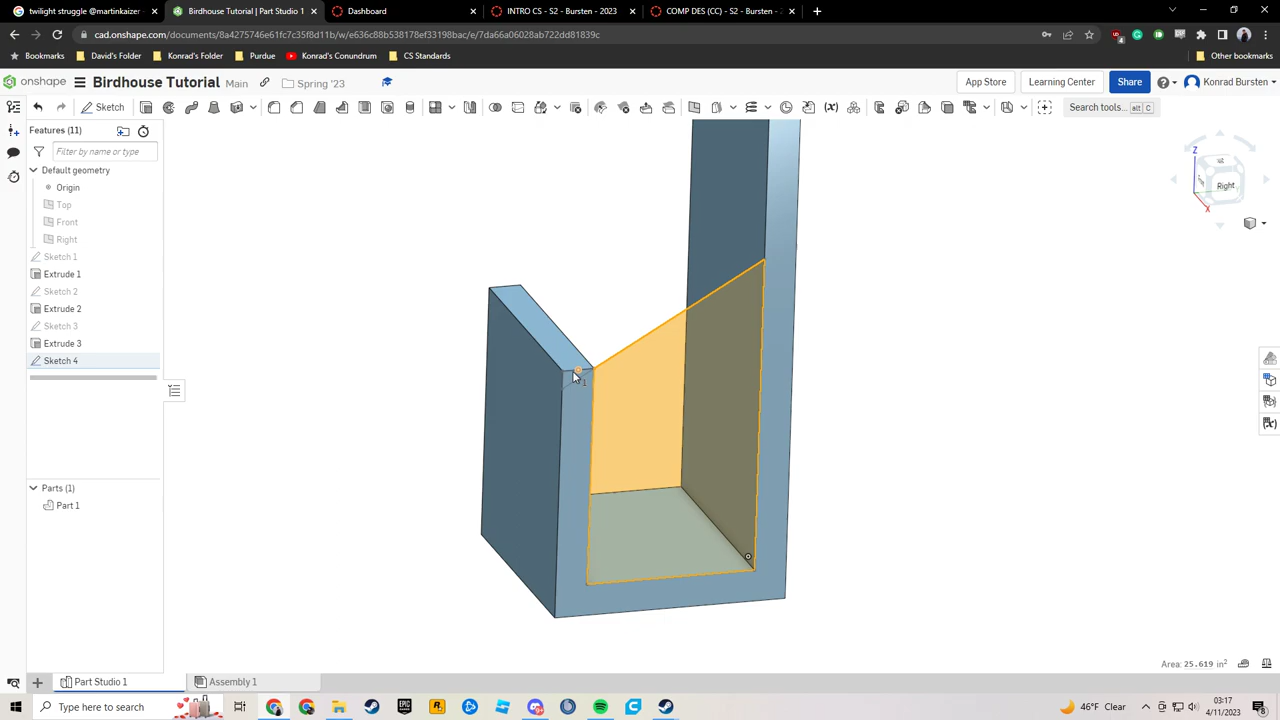 twilight struggle @martinkaizer
Birdhouse Tutorial | Part Studio 1
Dashboard
INTRO CS - S2 - Bursten - 2023
COMP DES (CC) - S2 - Bursten -
cad.onshape.com/documents/8a4275746e61fc7c35f8d11b/w/e636c88b538178ef33198bac/e/7da66a06028ab722dd81839c
Bookmarks
David's Folder
Konrad's Folder
Purdue
Konrad's Conundrum
CS Folder
Other bookmarks
onshape
Birdhouse Tutorial
Main
Spring '23
App Store
Learning Center
Share
Konrad Bursten
Sketch
Search tools...
alt
C
Features (11)
Filter by name or type
Default geometry
Origin
Top
Front
Right
Sketch 1
Extrude 1
Sketch 2
Extrude 2
Sketch 3
Extrude 3
Sketch 4
Z
Right
X
1
Parts (1)
Part 1
Area: 25.619 in²
Part Studio 1
Assembly 1
Type here to search
46°F Clear
03:17
4/11/2023